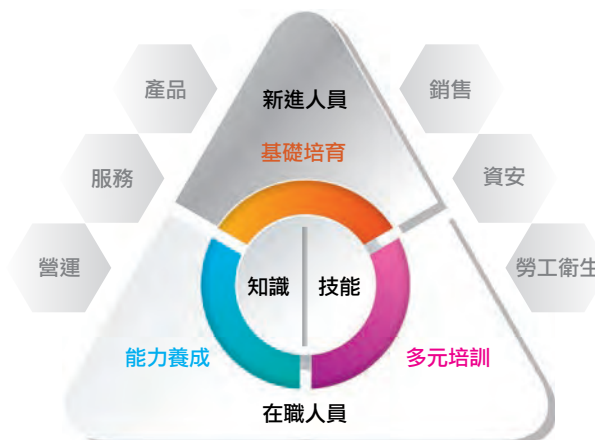 產品
新進人員
銷售
基礎培育
服務
資安
營運
知識
技能
勞工衛生
能力養成
多元培訓
在職人員